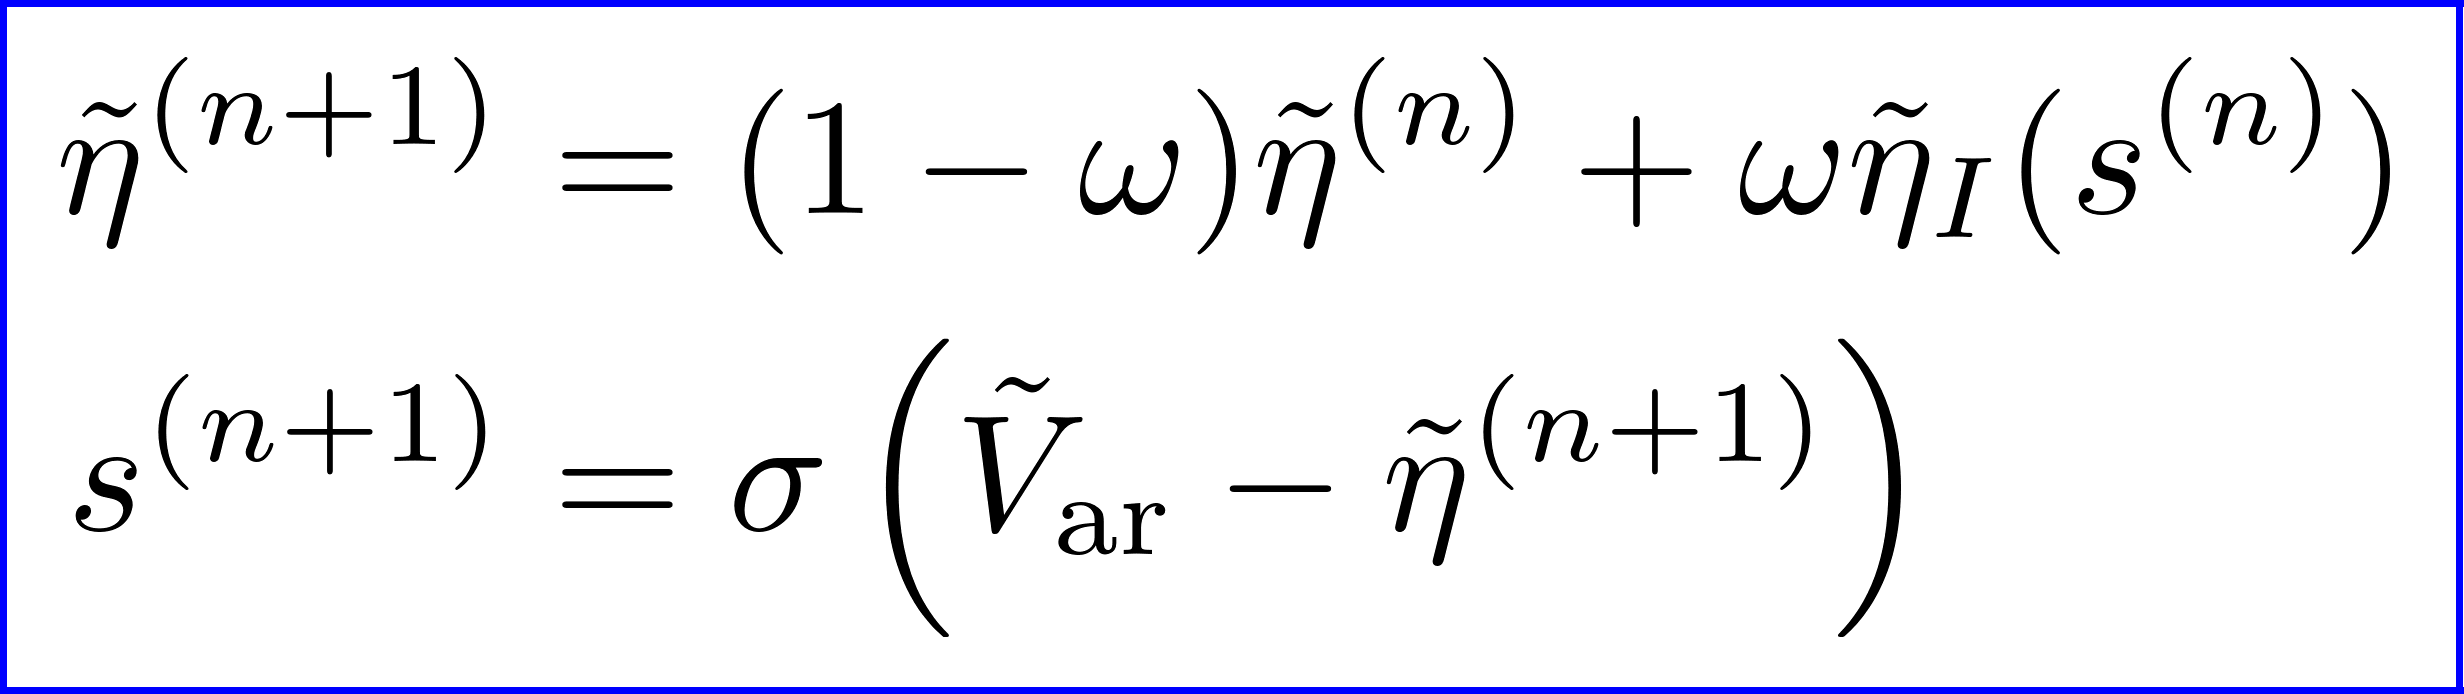 η̃^(n+1) = (1 − ω)η̃^(n) + ωη̃_I(s^(n))
s^(n+1) = σ(Ṽ_ar − η̃^(n+1))